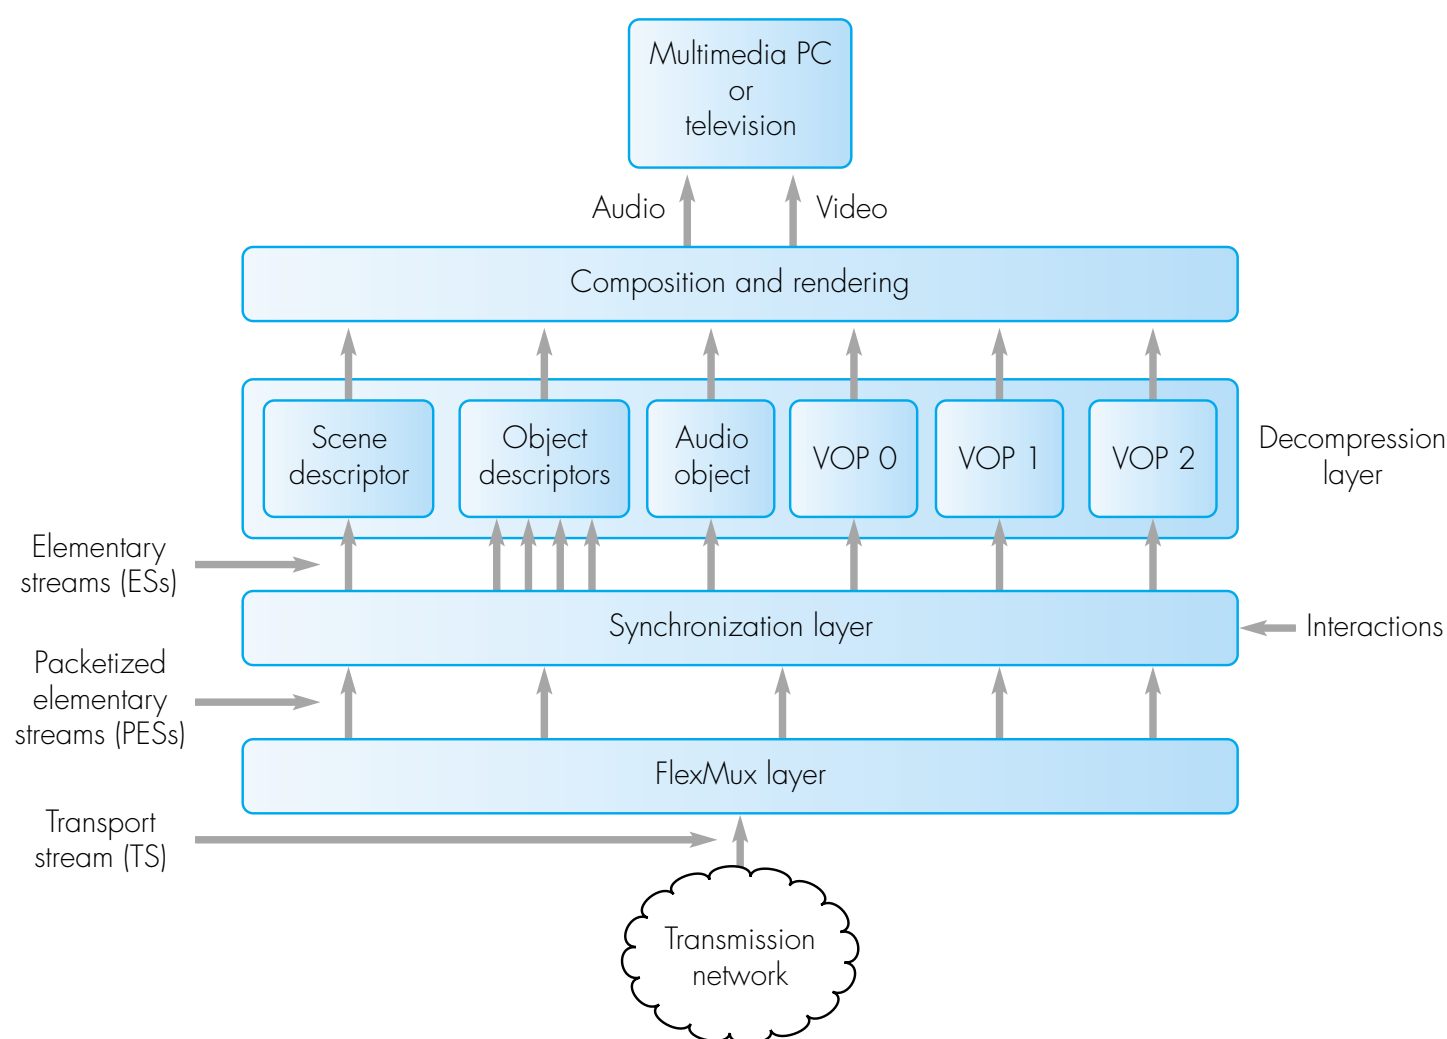 Multimedia PC
or
television
Audio
Video
Composition and rendering
Scene
descriptor
Object
descriptors
Audio
object
VOP 0
VOP 1
VOP 2
Decompression
layer
Elementary
streams (ESs)
Synchronization layer
Interactions
Packetized
elementary
streams (PESs)
FlexMux layer
Transport
stream (TS)
Transmission
network